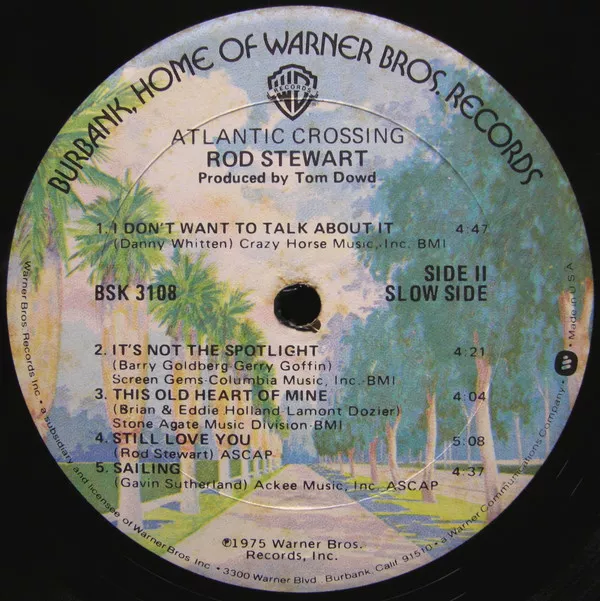 BURBANK, HOME OF WARNER BROS. RECORDS
RECORDS
ATLANTIC CROSSING
ROD STEWART
Produced by Tom Dowd
1. I DON'T WANT TO TALK ABOUT IT 4:47
(Danny Whitten) Crazy Horse Music, Inc. BMI
BSK 3108
SIDE II
SLOW SIDE
2. IT'S NOT THE SPOTLIGHT 4:21
(Barry Goldberg-Gerry Goffin)
Screen Gems-Columbia Music, Inc.-BMI
3. THIS OLD HEART OF MINE 4:04
(Brian & Eddie Holland-Lamont Dozier)
Stone Agate Music Division-BMI
4. STILL LOVE YOU 5:08
(Rod Stewart) ASCAP
5. SAILING 4:37
(Gavin Sutherland) Ackee Music, Inc. ASCAP
℗1975 Warner Bros.
Records, Inc.
Warner Bros. Records Inc. • a subsidiary and licensee of Warner Bros. Inc. • 3300 Warner Blvd. Burbank, Calif. 91510 • a Warner Communications Company • Made in U.S.A.